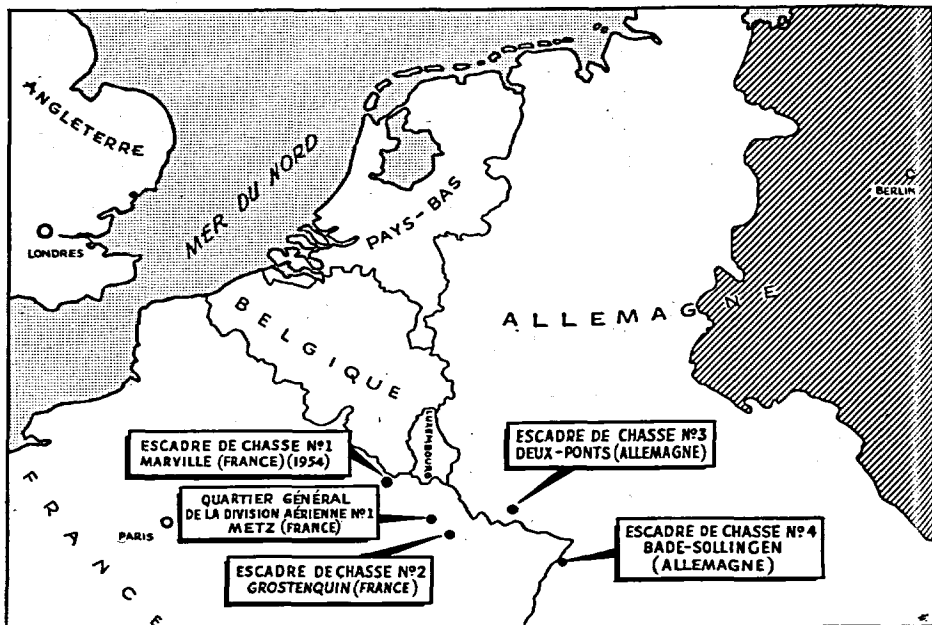 ANGLETERRE
LONDRES
MER DU NORD
PAYS-BAS
BERLIN
ALLEMAGNE
BELGIQUE
LUXEMBOURG
ESCADRE DE CHASSE Nº1
MARVILLE (FRANCE) (1954)
ESCADRE DE CHASSE Nº3
DEUX-PONTS (ALLEMAGNE)
QUARTIER GÉNÉRAL
DE LA DIVISION AÉRIENNE Nº1
METZ (FRANCE)
PARIS
FRANCE
ESCADRE DE CHASSE Nº4
BADE-SOLLINGEN
(ALLEMAGNE)
ESCADRE DE CHASSE Nº2
GROSTENQUIN (FRANCE)